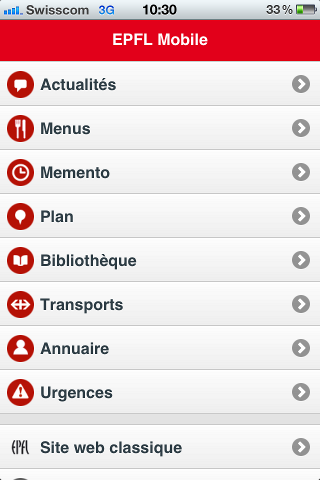 Swisscom 3G 10:30 33 %
EPFL Mobile
Actualités
Menus
Memento
Plan
Bibliothèque
Transports
Annuaire
Urgences
EPFL Site web classique